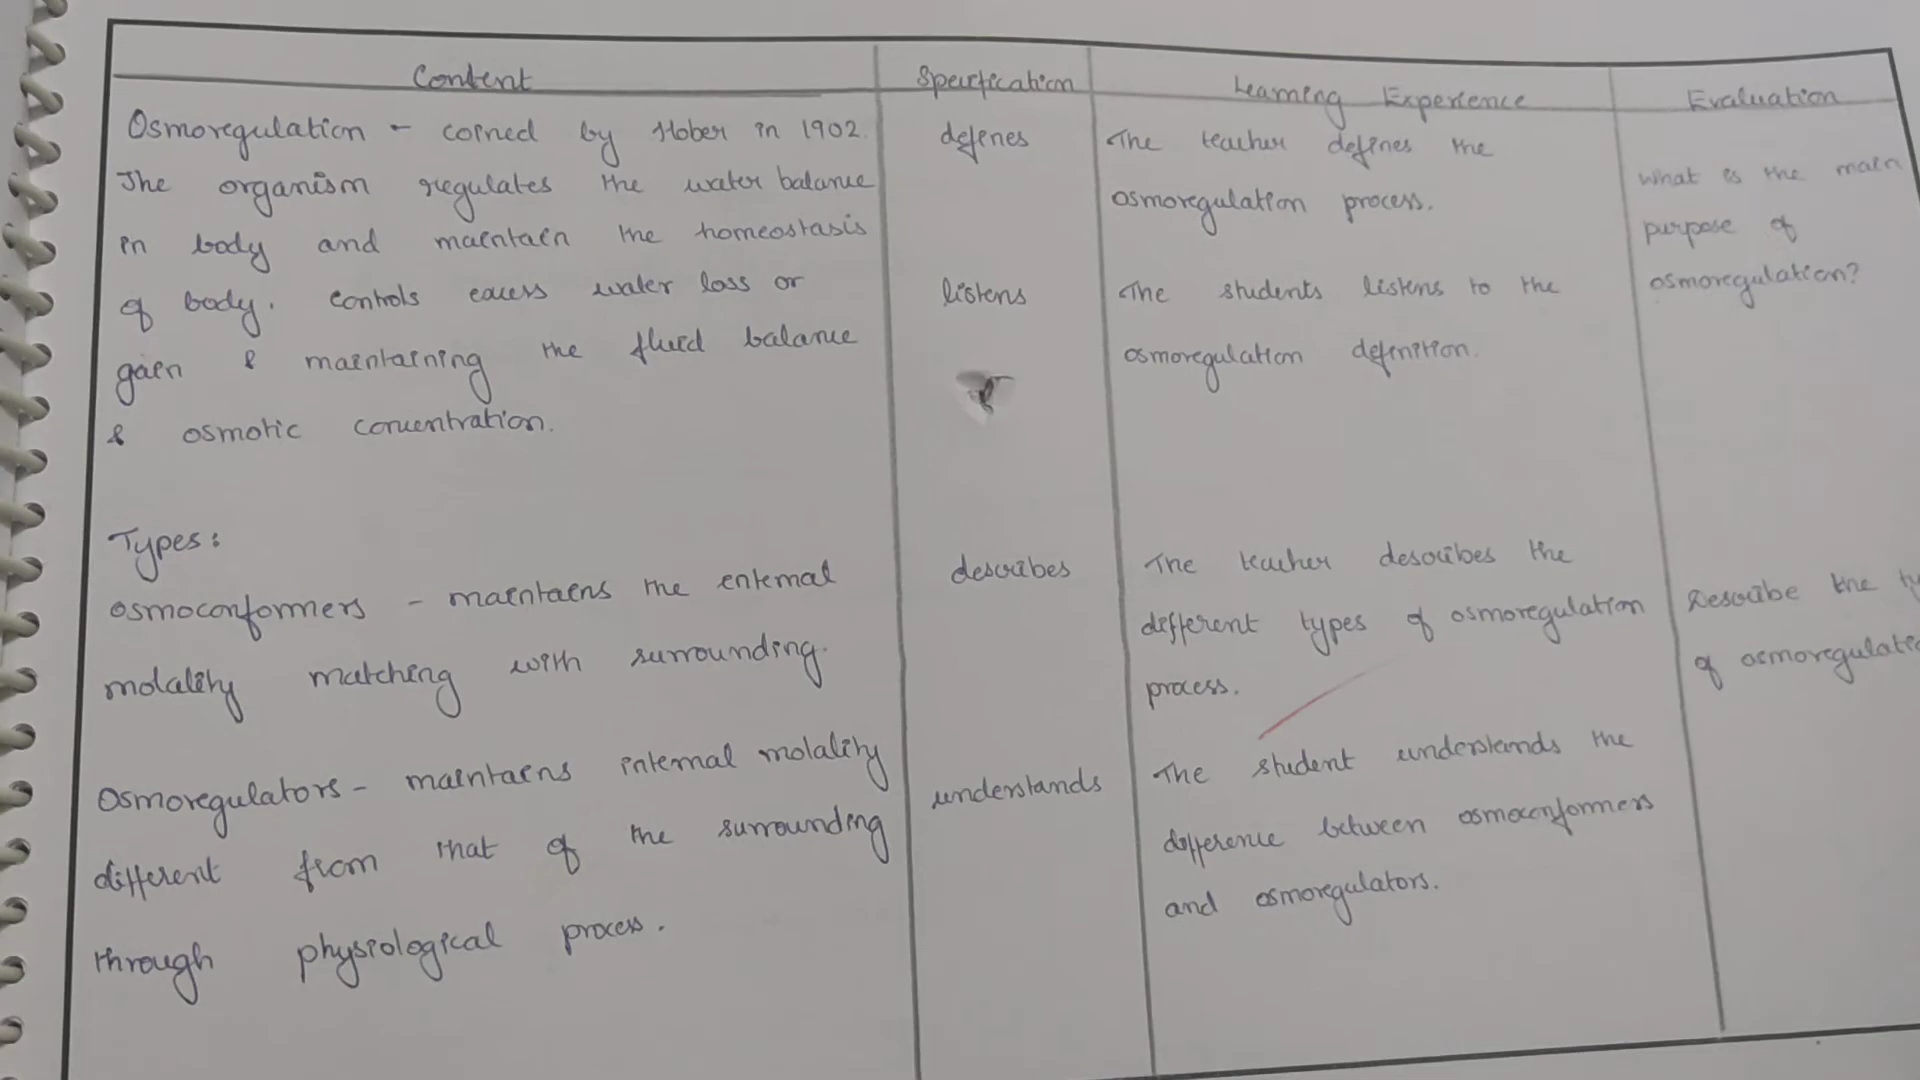 Content
Osmoregulation - coined by Hober in 1902.
The organism regulates the water balance
in body and maintain the homeostasis
of body. controls excess water loss or
gain & maintaining the fluid balance
& osmotic concentration.
Types:
osmoconformers - maintains the internal
molality matching with surrounding.
Osmoregulators - maintains internal molality
different from that of the surrounding
through physiological process.
Specification
defines
listens
describes
understands
Learning Experience
The teacher defines the
osmoregulation process.
The students listens to the
osmoregulation definition.
The teacher describes the
different types of osmoregulation
process.
The student understands the
difference between osmoconformers
and osmoregulators.
Evaluation
What is the main
purpose of
osmoregulation?
Describe the ty
of osmoregulatio